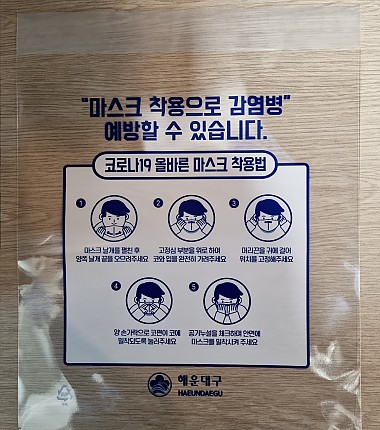 "마스크 착용으로 감염병"
예방할 수 있습니다.
코로나19 올바른 마스크 착용법
1
마스크 날개를 펼친 후
양쪽 날개 끝을 오므려주세요
2
고정심 부분을 위로 하여
코와 입을 완전히 가려주세요
3
머리끈을 귀에 걸어
위치를 고정해주세요
4
양 손가락으로 코편이 코에
밀착되도록 눌러주세요
5
공기누설을 체크하며 안면에
마스크를 밀착시켜 주세요
해운대구
HAEUNDAEGU